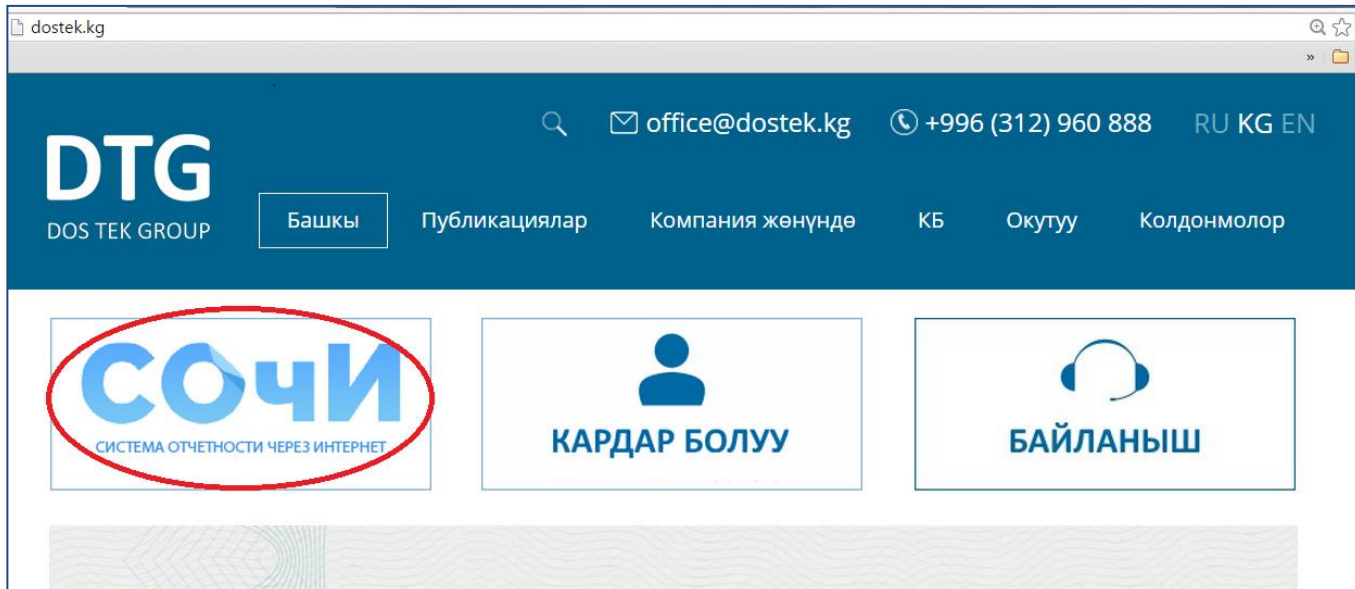 dostek.kg
»
office@dostek.kg +996 (312) 960 888 RU KG EN
DTG
DOS TEK GROUP
Башкы Публикациялар Компания жөнүндө КБ Окутуу Колдонмолор
СОчИ
СИСТЕМА ОТЧЕТНОСТИ ЧЕРЕЗ ИНТЕРНЕТ
КАРДАР БОЛУУ
БАЙЛАНЫШ